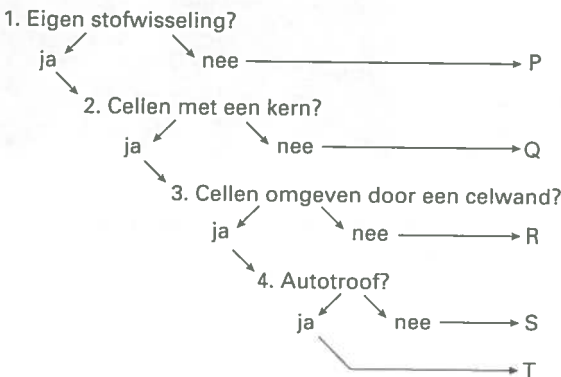 1. Eigen stofwisseling?
ja nee P
2. Cellen met een kern?
ja nee Q
3. Cellen omgeven door een celwand?
ja nee R
4. Autotroof?
ja nee S
T